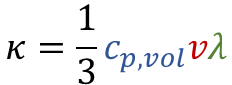 κ = 1/3 c_{p,vol} v λ